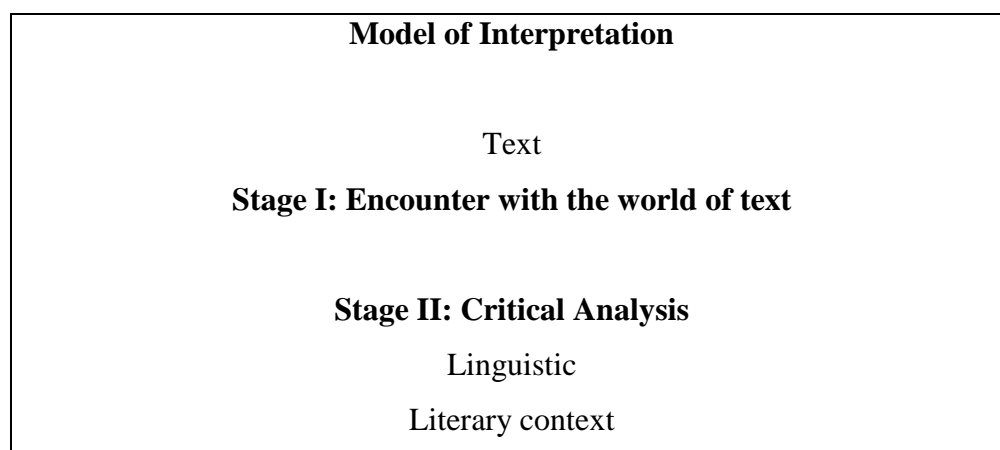 Model of Interpretation
Text
Stage I: Encounter with the world of text
Stage II: Critical Analysis
Linguistic
Literary context